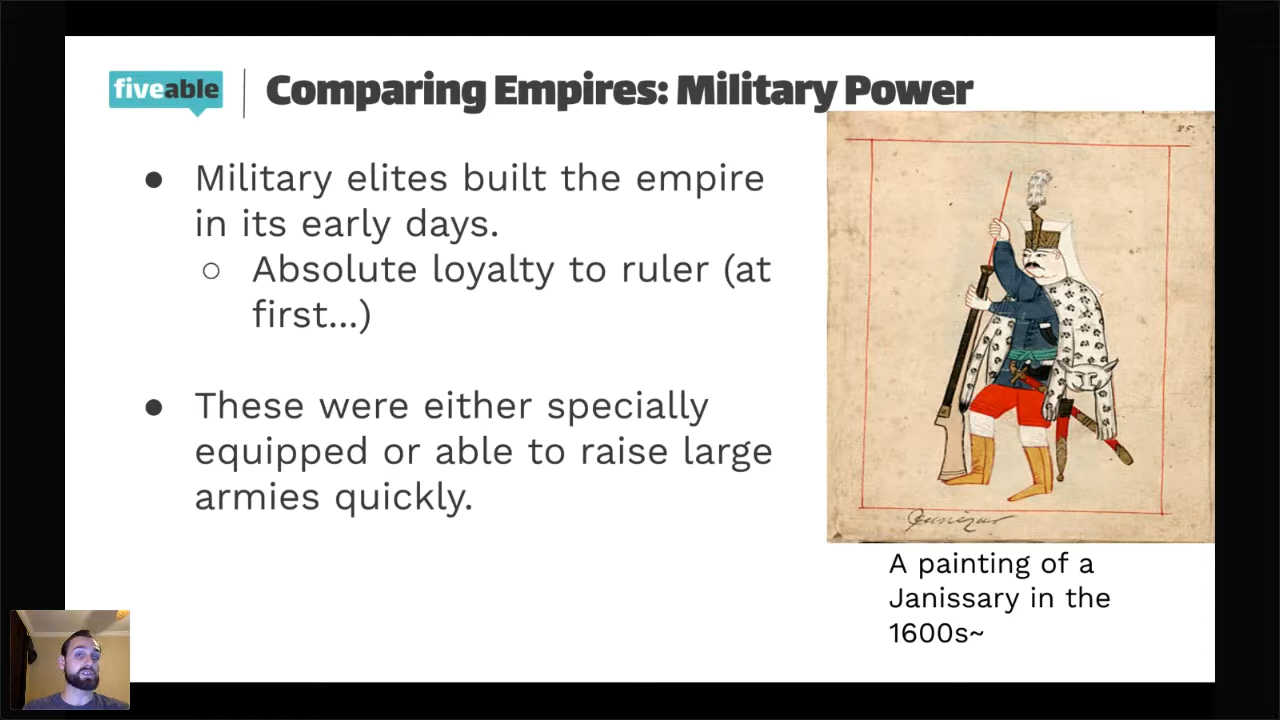 fiveable
Comparing Empires: Military Power
● Military elites built the empire
in its early days.
○ Absolute loyalty to ruler (at
first...)
● These were either specially
equipped or able to raise large
armies quickly.
85.
A painting of a
Janissary in the
1600s~